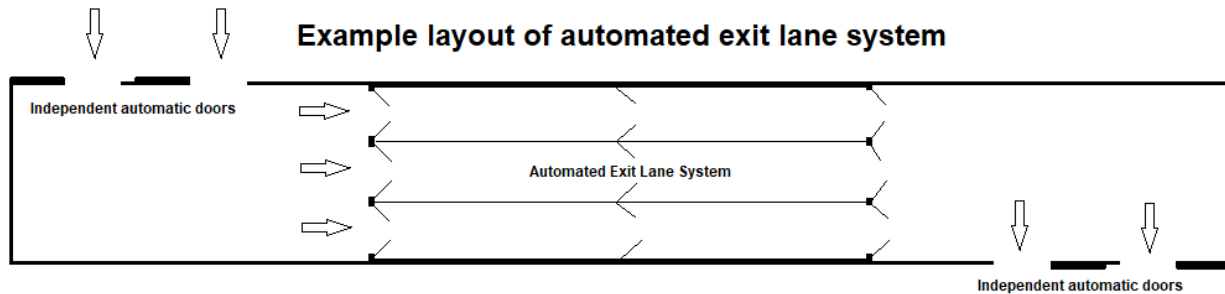 Example layout of automated exit lane system
Independent automatic doors
Automated Exit Lane System
Independent automatic doors